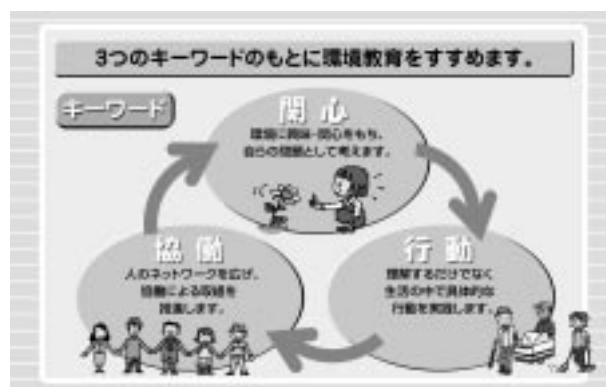 3つのキーワードのもとに環境教育をすすめます。
キーワード
関心
環境に興味・関心をもち、
自らの問題として考えます。
行動
理解するだけでなく
生活の中で具体的な
行動を実践します。
協働
人のネットワークを広げ、
協働による取組を
推進します。